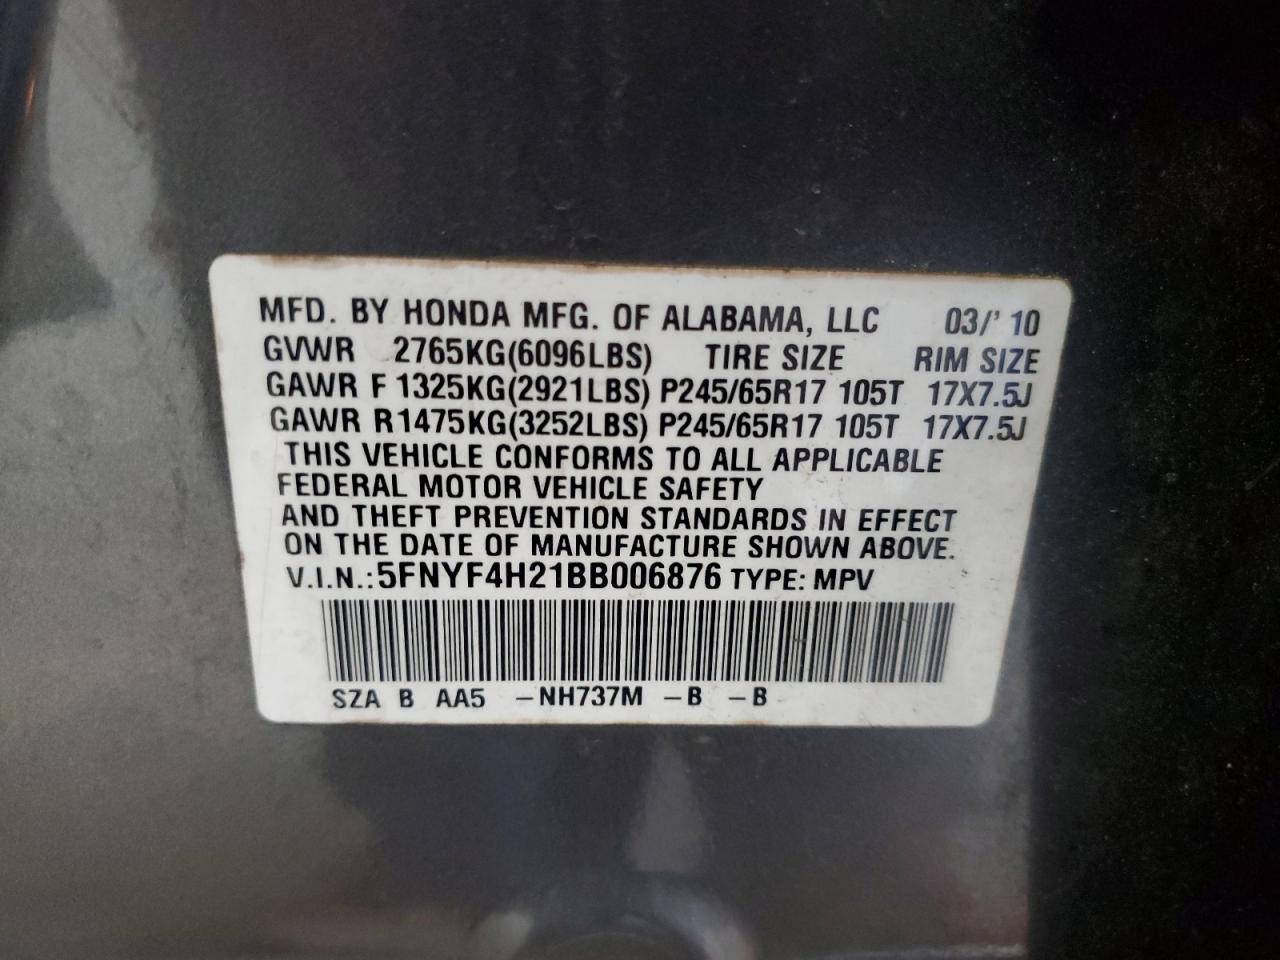 MFD. BY HONDA MFG. OF ALABAMA, LLC 03/' 10
GVWR 2765KG(6096LBS) TIRE SIZE RIM SIZE
GAWR F 1325KG(2921LBS) P245/65R17 105T 17X7.5J
GAWR R 1475KG(3252LBS) P245/65R17 105T 17X7.5J
THIS VEHICLE CONFORMS TO ALL APPLICABLE
FEDERAL MOTOR VEHICLE SAFETY
AND THEFT PREVENTION STANDARDS IN EFFECT
ON THE DATE OF MANUFACTURE SHOWN ABOVE.
V.I.N.: 5FNYF4H21BB006876 TYPE: MPV
SZA B AA5 –NH737M –B –B